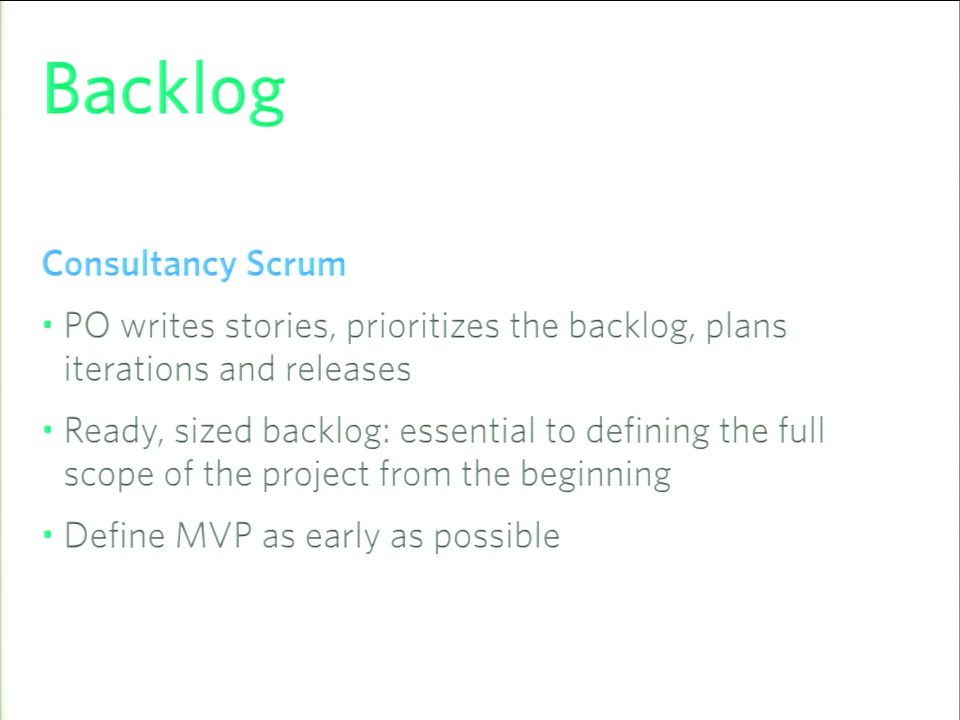 Backlog
Consultancy Scrum
• PO writes stories, prioritizes the backlog, plans
iterations and releases
• Ready, sized backlog: essential to defining the full
scope of the project from the beginning
• Define MVP as early as possible